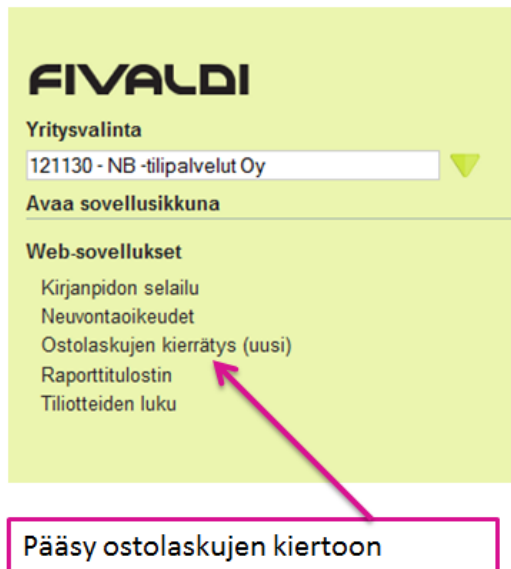 FIVALDI
Yritysvalinta
121130 - NB -tilipalvelut Oy
Avaa sovellusikkuna
Web-sovellukset
Kirjanpidon selailu
Neuvontaoikeudet
Ostolaskujen kierrätys (uusi)
Raporttitulostin
Tiliotteiden luku
Pääsy ostolaskujen kiertoon